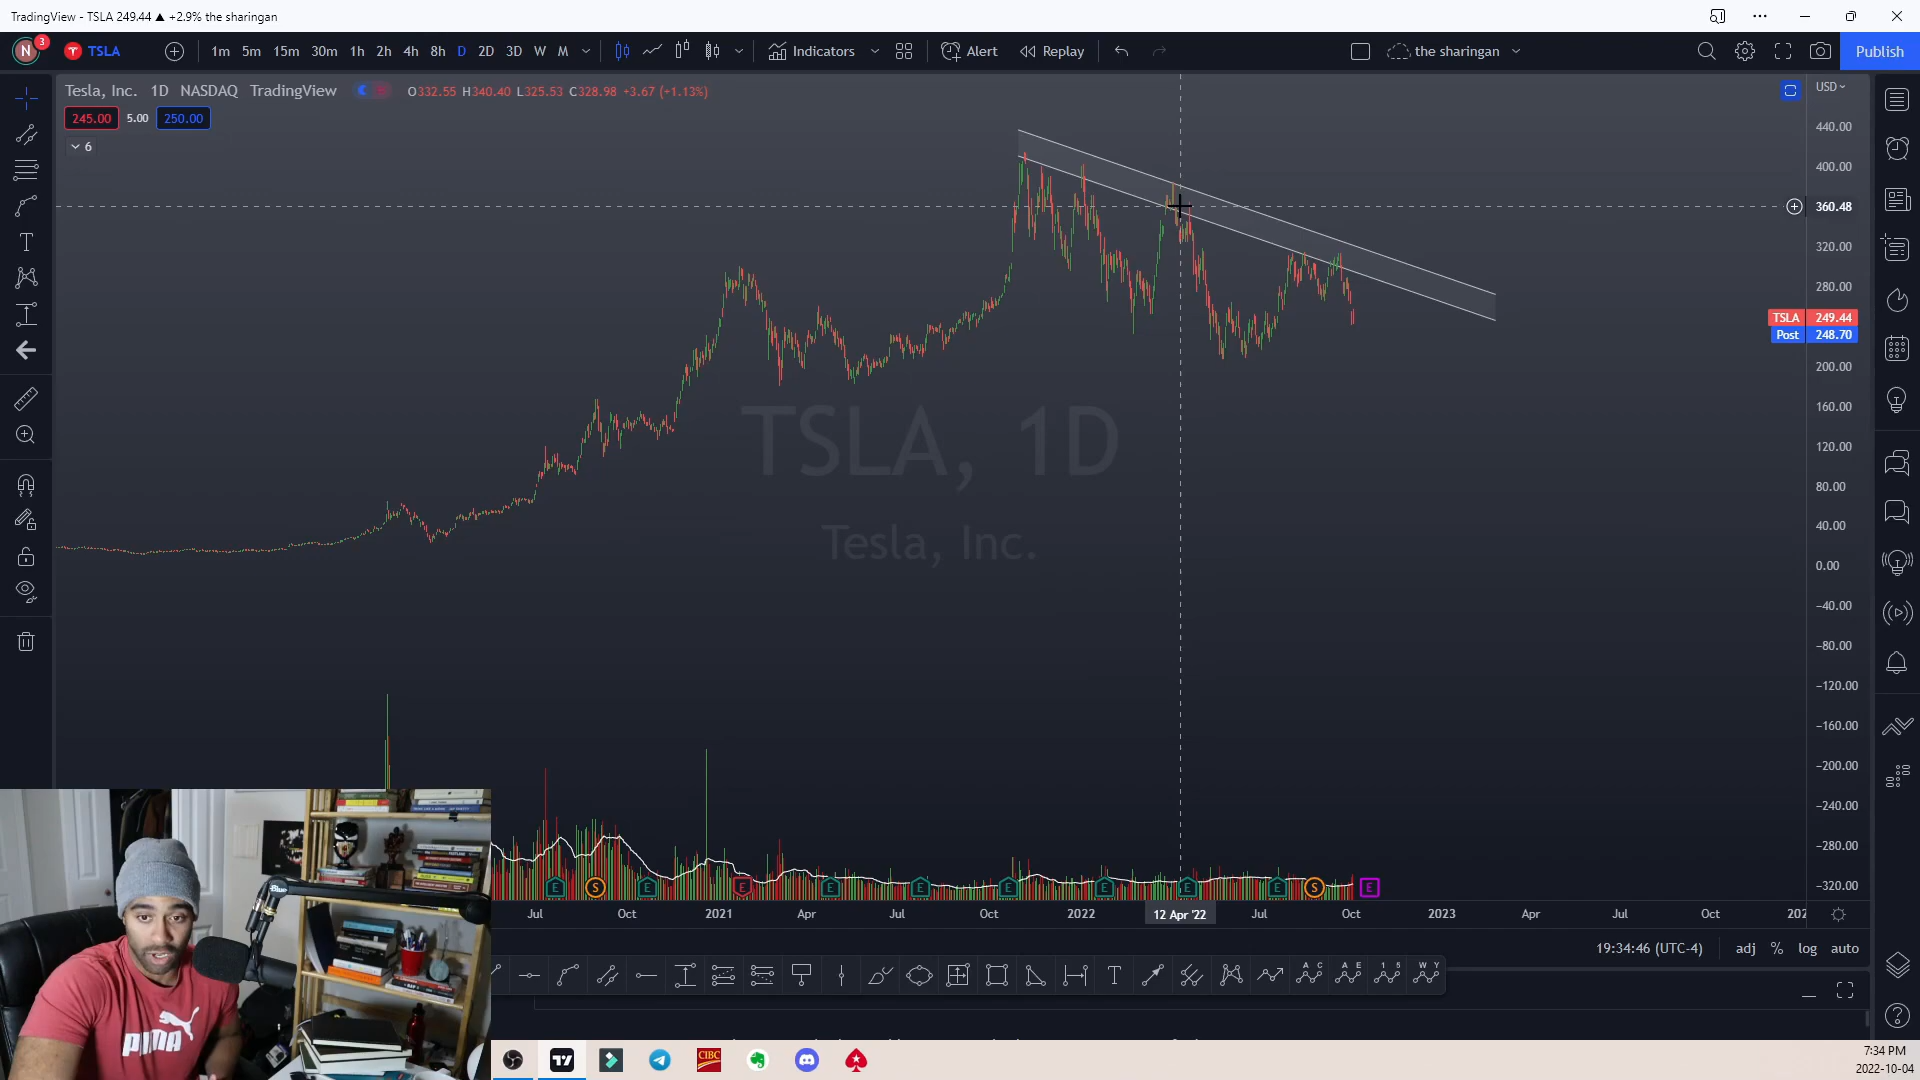 TradingView - TSLA 249.44 ▲ +2.9% the sharingan
N 3 TSLA 1m 5m 15m 30m 1h 2h 4h 8h D 2D 3D W M Indicators Alert Replay the sharingan Publish
Tesla, Inc. 1D NASDAQ TradingView O332.55 H340.40 L325.53 C328.98 +3.67 (+1.13%) USD
245.00 5.00 250.00
6
440.00
400.00
360.48
320.00
280.00
TSLA 249.44
Post 248.70
200.00
160.00
120.00
80.00
40.00
0.00
−40.00
−80.00
−120.00
−160.00
−200.00
−240.00
−280.00
−320.00
TSLA, 1D
Tesla, Inc.
E S E E E E E E E E S E
Jul Oct 2021 Apr Jul Oct 2022 12 Apr '22 Jul Oct 2023 Apr Jul Oct 202
19:34:46 (UTC-4) adj % log auto
T A C A E 1 5 W Y
Blue
PUMA
CIBC
7:34 PM
2022-10-04